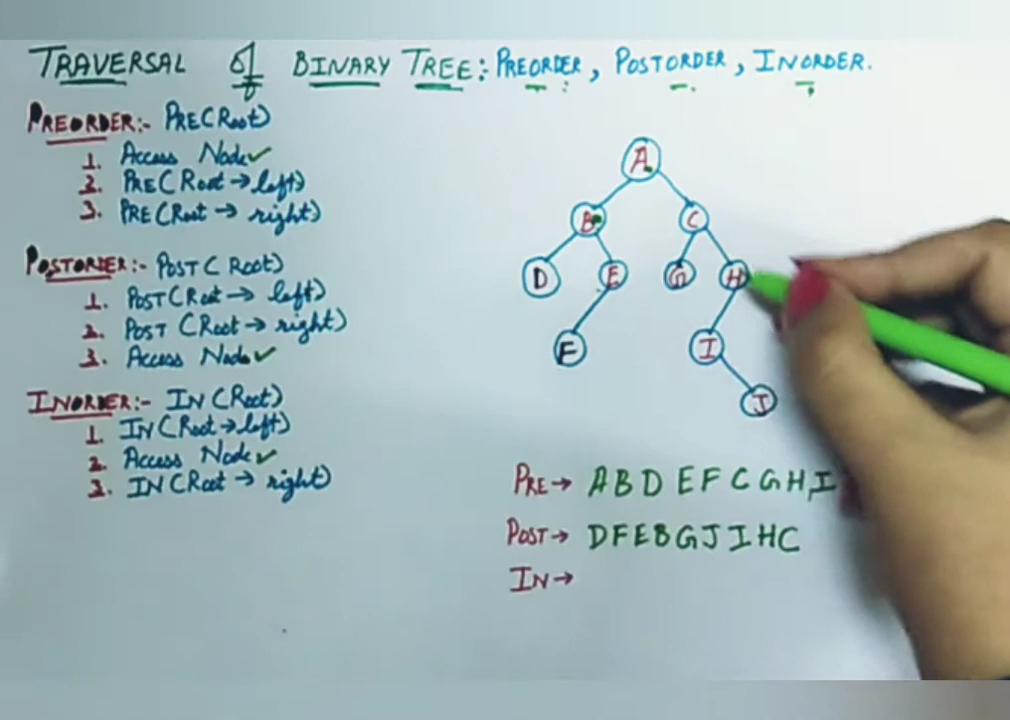 TRAVERSAL of BINARY TREE: PREORDER, POSTORDER, INORDER.
PREORDER:- PRE(Root)
1. Access Node✓
2. PRE(Root → left)
3. PRE(Root → right)
POSTORDER:- POST(Root)
1. POST(Root → left)
2. POST(Root → right)
3. Access Node✓
INORDER:- IN(Root)
1. IN(Root → left)
2. Access Node✓
3. IN(Root → right)
A
B C
D E G H
F I
J
PRE → A B D E F C G H I
POST → D F E B G J I H C
IN →